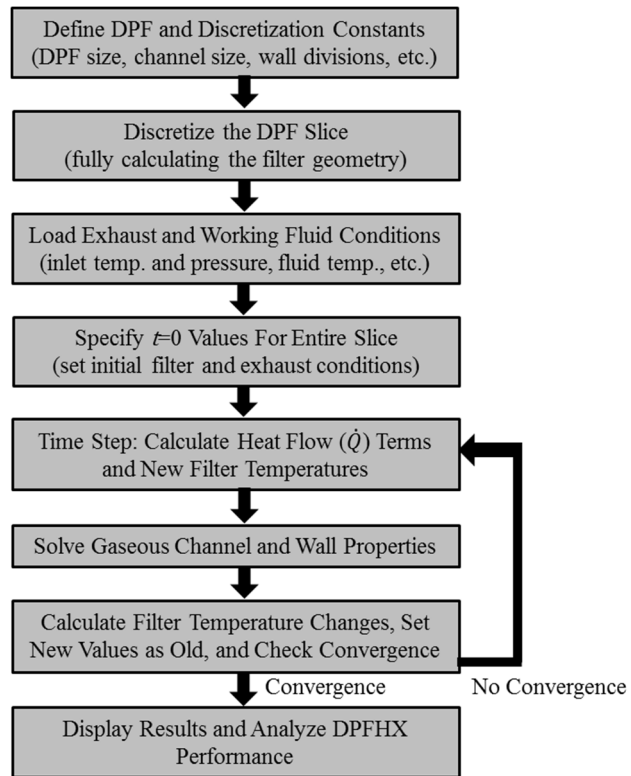 Define DPF and Discretization Constants
(DPF size, channel size, wall divisions, etc.)
Discretize the DPF Slice
(fully calculating the filter geometry)
Load Exhaust and Working Fluid Conditions
(inlet temp. and pressure, fluid temp., etc.)
Specify t=0 Values For Entire Slice
(set initial filter and exhaust conditions)
Time Step: Calculate Heat Flow (Q̇) Terms
and New Filter Temperatures
Solve Gaseous Channel and Wall Properties
Calculate Filter Temperature Changes, Set
New Values as Old, and Check Convergence
Convergence
No Convergence
Display Results and Analyze DPFHX
Performance